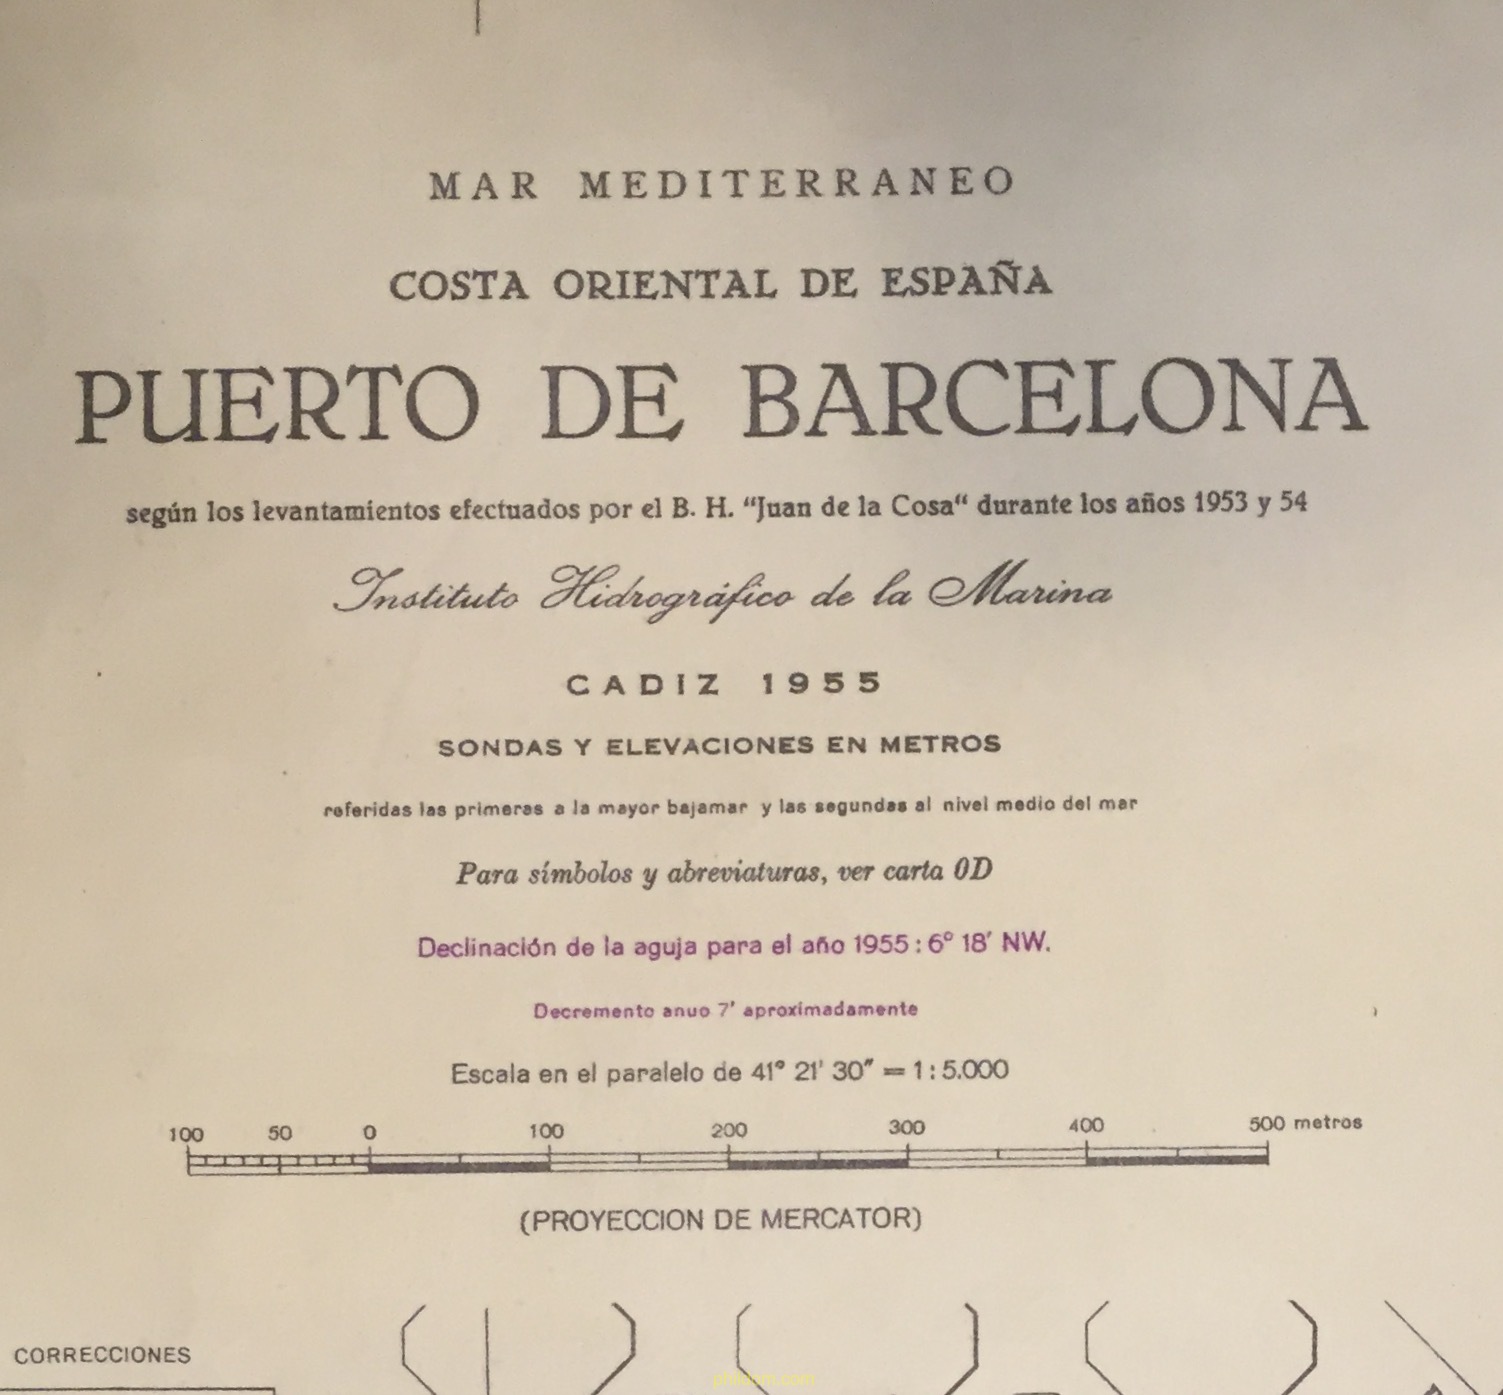 MAR MEDITERRANEO
COSTA ORIENTAL DE ESPAÑA
PUERTO DE BARCELONA
según los levantamientos efectuados por el B. H. “Juan de la Cosa“ durante los años 1953 y 54
Instituto Hidrográfico de la Marina
CADIZ 1955
SONDAS Y ELEVACIONES EN METROS
referidas las primeras a la mayor bajamar y las segundas al nivel medio del mar
Para símbolos y abreviaturas, ver carta 0D
Declinación de la aguja para el año 1955 : 6º 18′ NW.
Decremento anuo 7′ aproximadamente
Escala en el paralelo de 41° 21′ 30″ = 1 : 5.000
100 50 0 100 200 300 400 500 metros
(PROYECCION DE MERCATOR)
CORRECCIONES